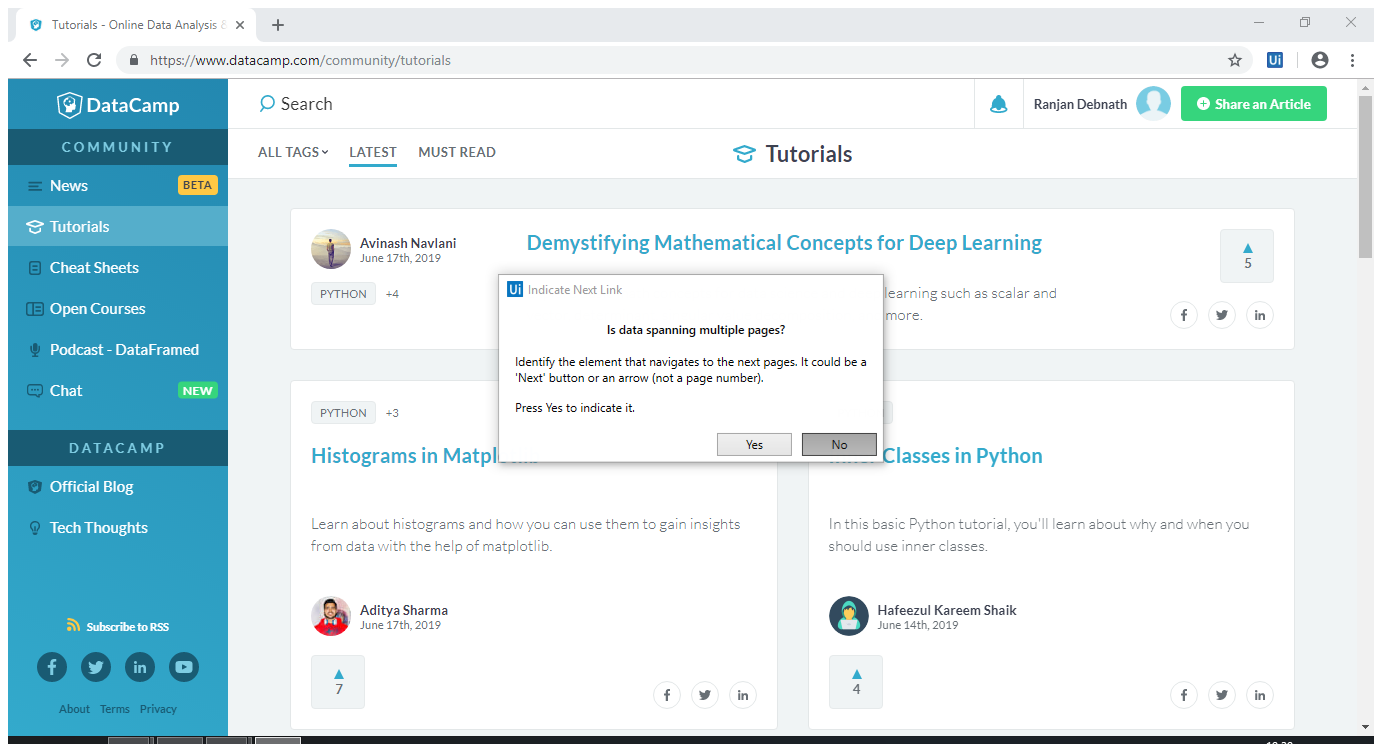 Tutorials - Online Data Analysis &
https://www.datacamp.com/community/tutorials
Ui
DataCamp
Search
Ranjan Debnath
Share an Article
COMMUNITY
ALL TAGS
LATEST
MUST READ
Tutorials
News
BETA
Tutorials
Cheat Sheets
Open Courses
Podcast - DataFramed
Chat
NEW
DATACAMP
Official Blog
Tech Thoughts
Subscribe to RSS
About Terms Privacy
Avinash Navlani
June 17th, 2019
PYTHON
+4
Demystifying Mathematical Concepts for Deep Learning
learning such as scalar and
more.
5
Ui Indicate Next Link
Is data spanning multiple pages?
Identify the element that navigates to the next pages. It could be a
'Next' button or an arrow (not a page number).
Press Yes to indicate it.
Yes
No
PYTHON
+3
Histograms in
Learn about histograms and how you can use them to gain insights
from data with the help of matplotlib.
Aditya Sharma
June 17th, 2019
7
Classes in Python
In this basic Python tutorial, you'll learn about why and when you
should use inner classes.
Hafeezul Kareem Shaik
June 14th, 2019
4